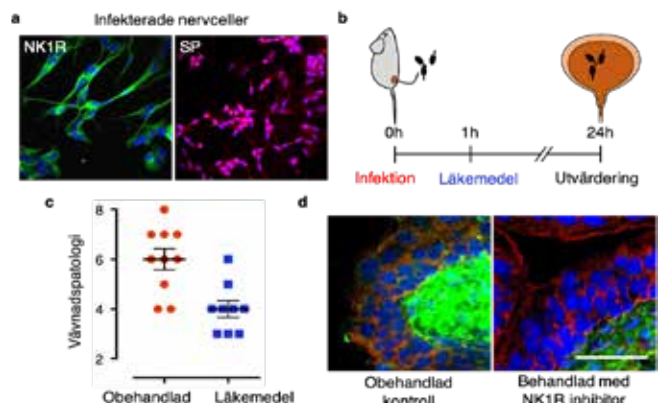 a
Infekterade nervceller
NK1R
SP
b
0h
1h
24h
Infektion
Läkemedel
Utvärdering
c
Vävnadspatologi
8
6
4
2
Obehandlad
Läkemedel
d
Obehandlad
kontroll
Behandlad med
NK1R inhibitor